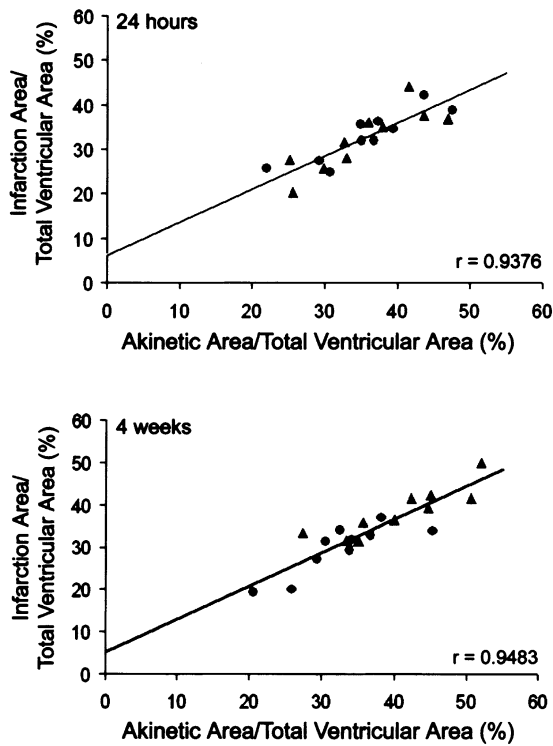 24 hours
Infarction Area/
Total Ventricular Area (%)
60
50
40
30
20
10
0
r = 0.9376
0 10 20 30 40 50 60
Akinetic Area/Total Ventricular Area (%)
4 weeks
Infarction Area/
Total Ventricular Area (%)
60
50
40
30
20
10
0
r = 0.9483
0 10 20 30 40 50 60
Akinetic Area/Total Ventricular Area (%)